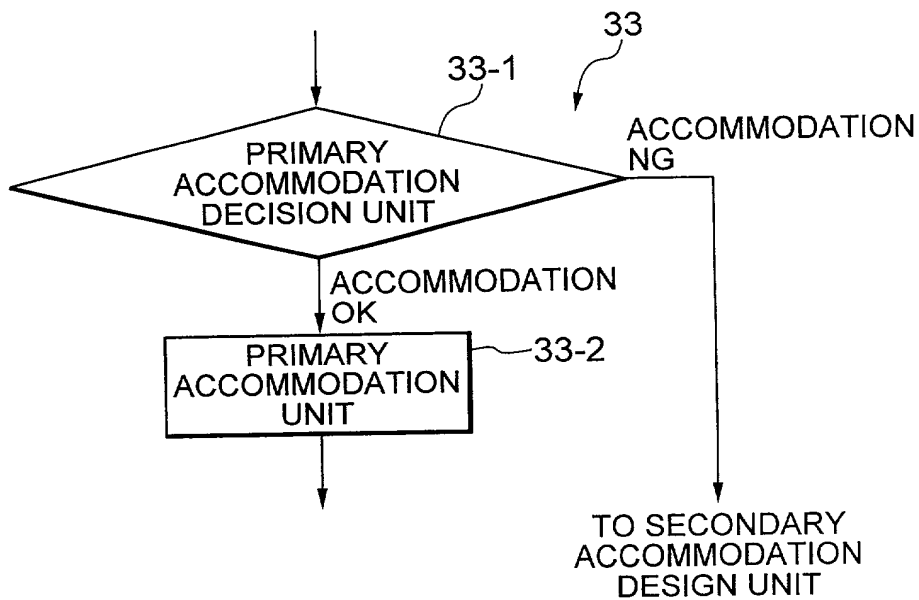 33
33-1
ACCOMMODATION
NG
PRIMARY
ACCOMMODATION
DECISION UNIT
ACCOMMODATION
OK
PRIMARY
ACCOMMODATION
UNIT
33-2
TO SECONDARY
ACCOMMODATION
DESIGN UNIT